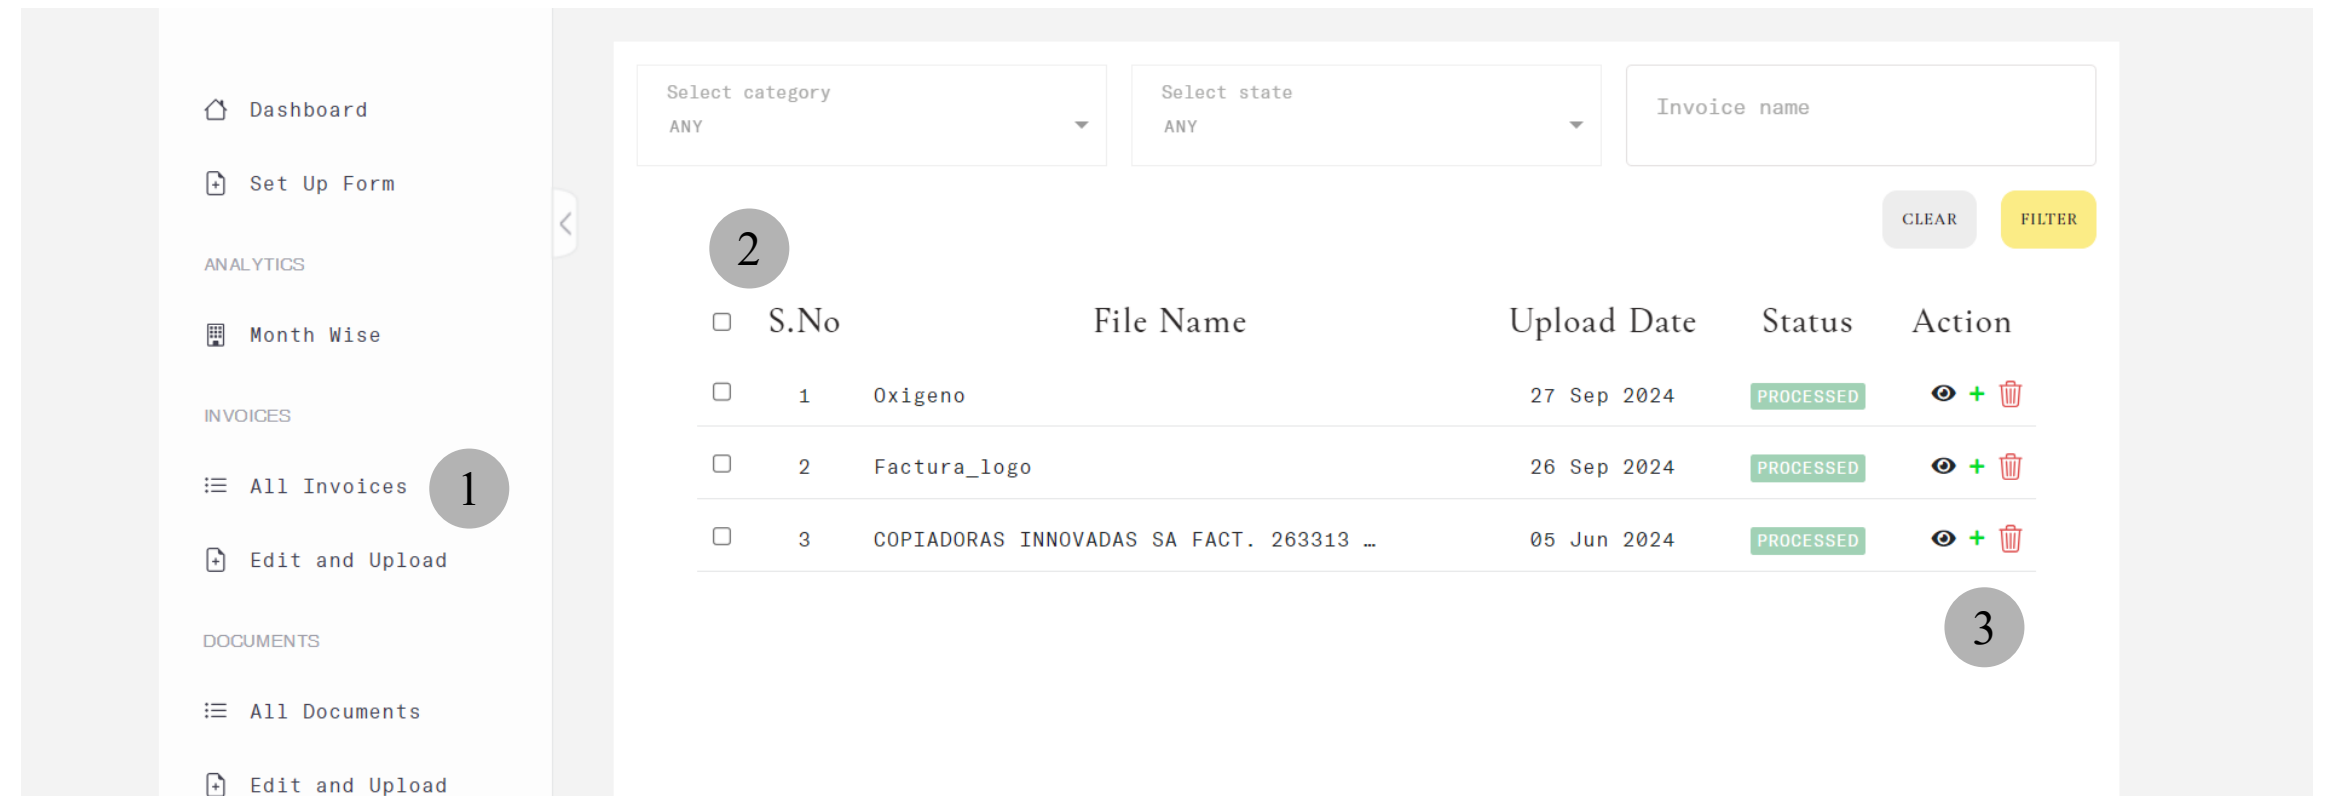 Dashboard
Set Up Form
ANALYTICS
Month Wise
INVOICES
All Invoices 1
Edit and Upload
DOCUMENTS
All Documents
Edit and Upload
Select category
ANY
Select state
ANY
Invoice name
CLEAR FILTER
2
S.No File Name Upload Date Status Action
1 Oxigeno 27 Sep 2024 PROCESSED
2 Factura_logo 26 Sep 2024 PROCESSED
3 COPIADORAS INNOVADAS SA FACT. 263313 … 05 Jun 2024 PROCESSED
3